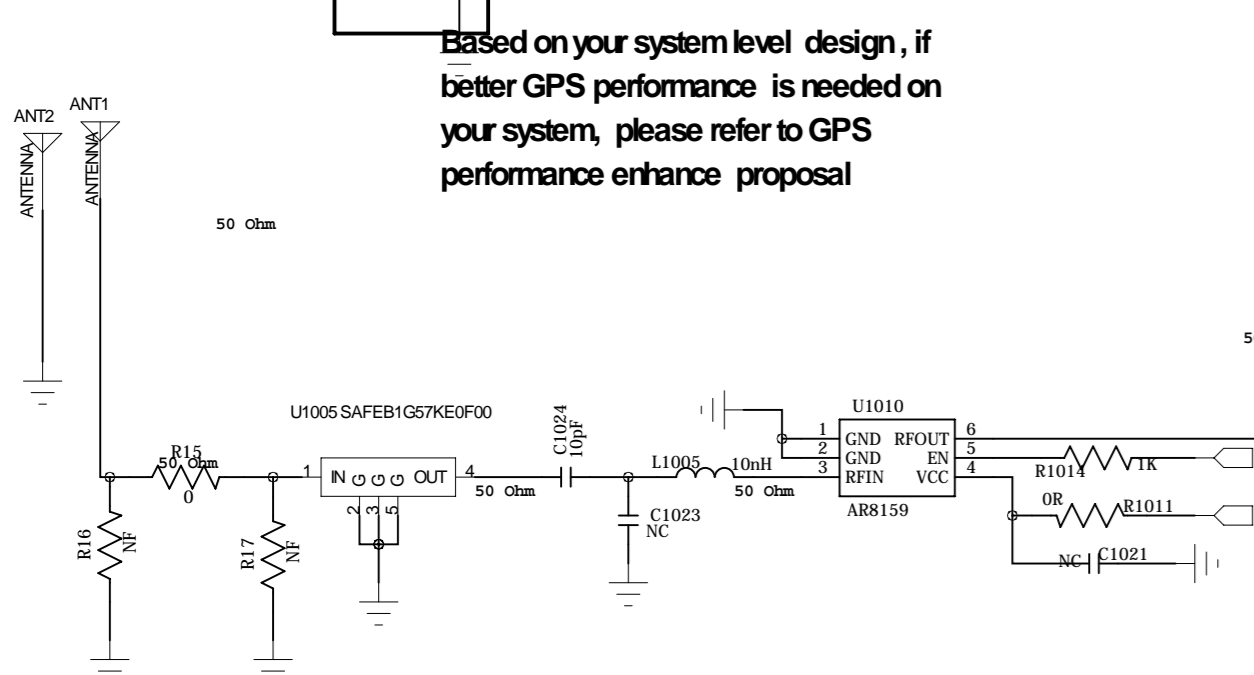 Based on your system level design , if
better GPS performance is needed on
your system, please refer to GPS
performance enhance proposal
ANT2
ANTENNA
ANT1
ANTENNA
50 Ohm
R15
50 Ohm
0
R16
NF
R17
NF
U1005 SAFEB1G57KE0F00
1
IN
G
G
G
OUT
4
2
3
5
50 Ohm
C1024
10pF
C1023
NC
L1005
10nH
50 Ohm
U1010
1
GND
RFOUT
6
2
GND
EN
5
3
RFIN
VCC
4
AR8159
R1014
1K
0R
R1011
NC
C1021